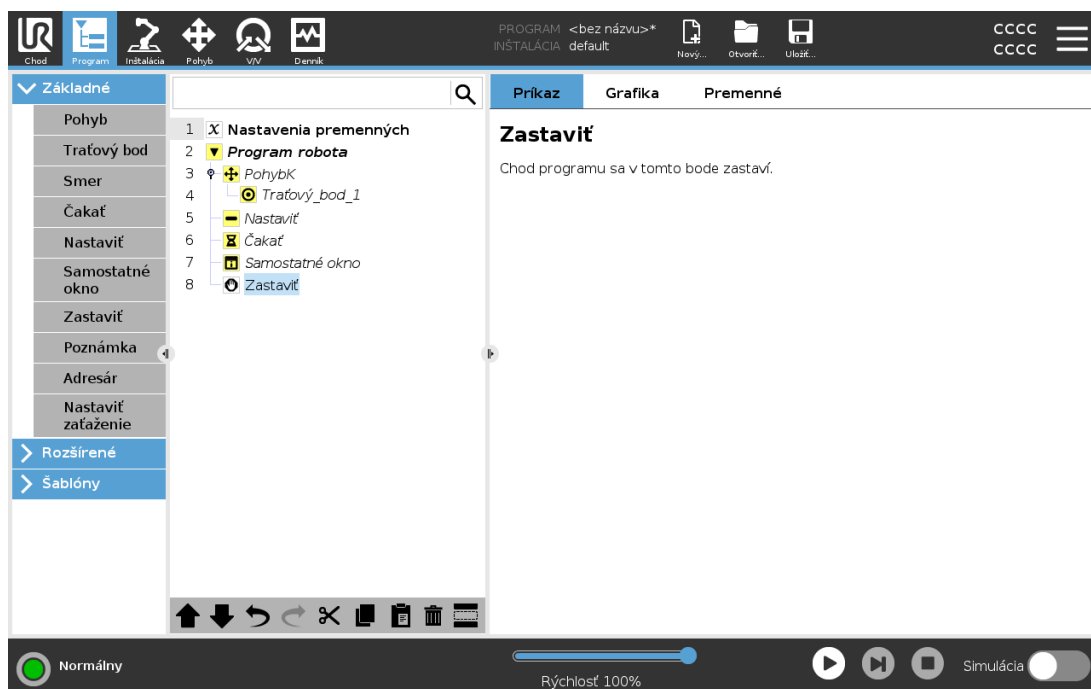 PROGRAM <bez názvu>*
INŠTALÁCIA default
CCCC
CCCC
Chod
Program
Inštalácia
Pohyb
V/V
Denník
Nový...
Otvoriť...
Uložiť...
Základné
Pohyb
Traťový bod
Smer
Čakať
Nastaviť
Samostatné
okno
Zastaviť
Poznámka
Adresár
Nastaviť
zaťaženie
Rozšírené
Šablóny
1 X Nastavenia premenných
2 Program robota
3 PohybK
4 Traťový_bod_1
5 Nastaviť
6 Čakať
7 Samostatné okno
8 Zastaviť
Príkaz Grafika Premenné
Zastaviť
Chod programu sa v tomto bode zastaví.
Normálny
Rýchlosť 100%
Simulácia